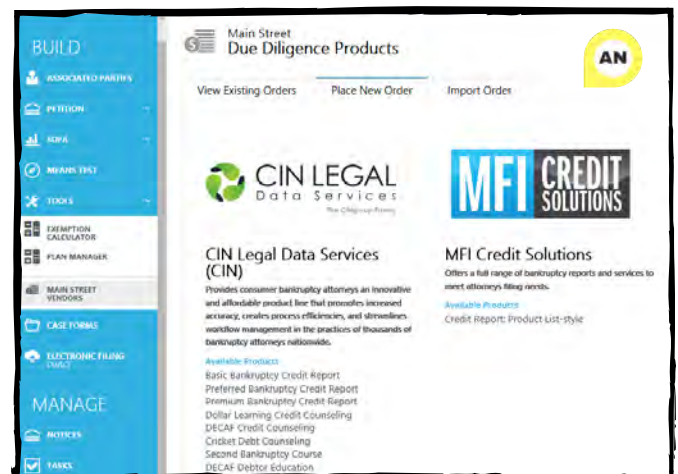 BUILD
ASSOCIATED PARTIES
PETITION
SOFA
MEANS TEST
TOOLS
EXEMPTION
CALCULATOR
PLAN MANAGER
MAIN STREET
VENDORS
CASE FORMS
ELECTRONIC FILING
MANAGE
NOTICES
TASKS
Main Street
Due Diligence Products
AN
View Existing Orders
Place New Order
Import Order
CIN LEGAL
Data Services
CIN Legal Data Services
(CIN)
Provides consumer bankruptcy attorneys an innovative
and affordable product line that promotes increased
accuracy, creates process efficiencies, and streamlines
workflow management in the practices of thousands of
bankruptcy attorneys nationwide.
Available Products
Basic Bankruptcy Credit Report
Preferred Bankruptcy Credit Report
Premium Bankruptcy Credit Report
Dollar Learning Credit Counseling
DECAF Credit Counseling
Cricket Debt Counseling
Second Bankruptcy Course
DECAF Debtor Education
MFI CREDIT
SOLUTIONS
MFI Credit Solutions
Offers a full range of bankruptcy reports and services to
meet attorneys filing needs.
Available Products
Credit Report: Product List-style